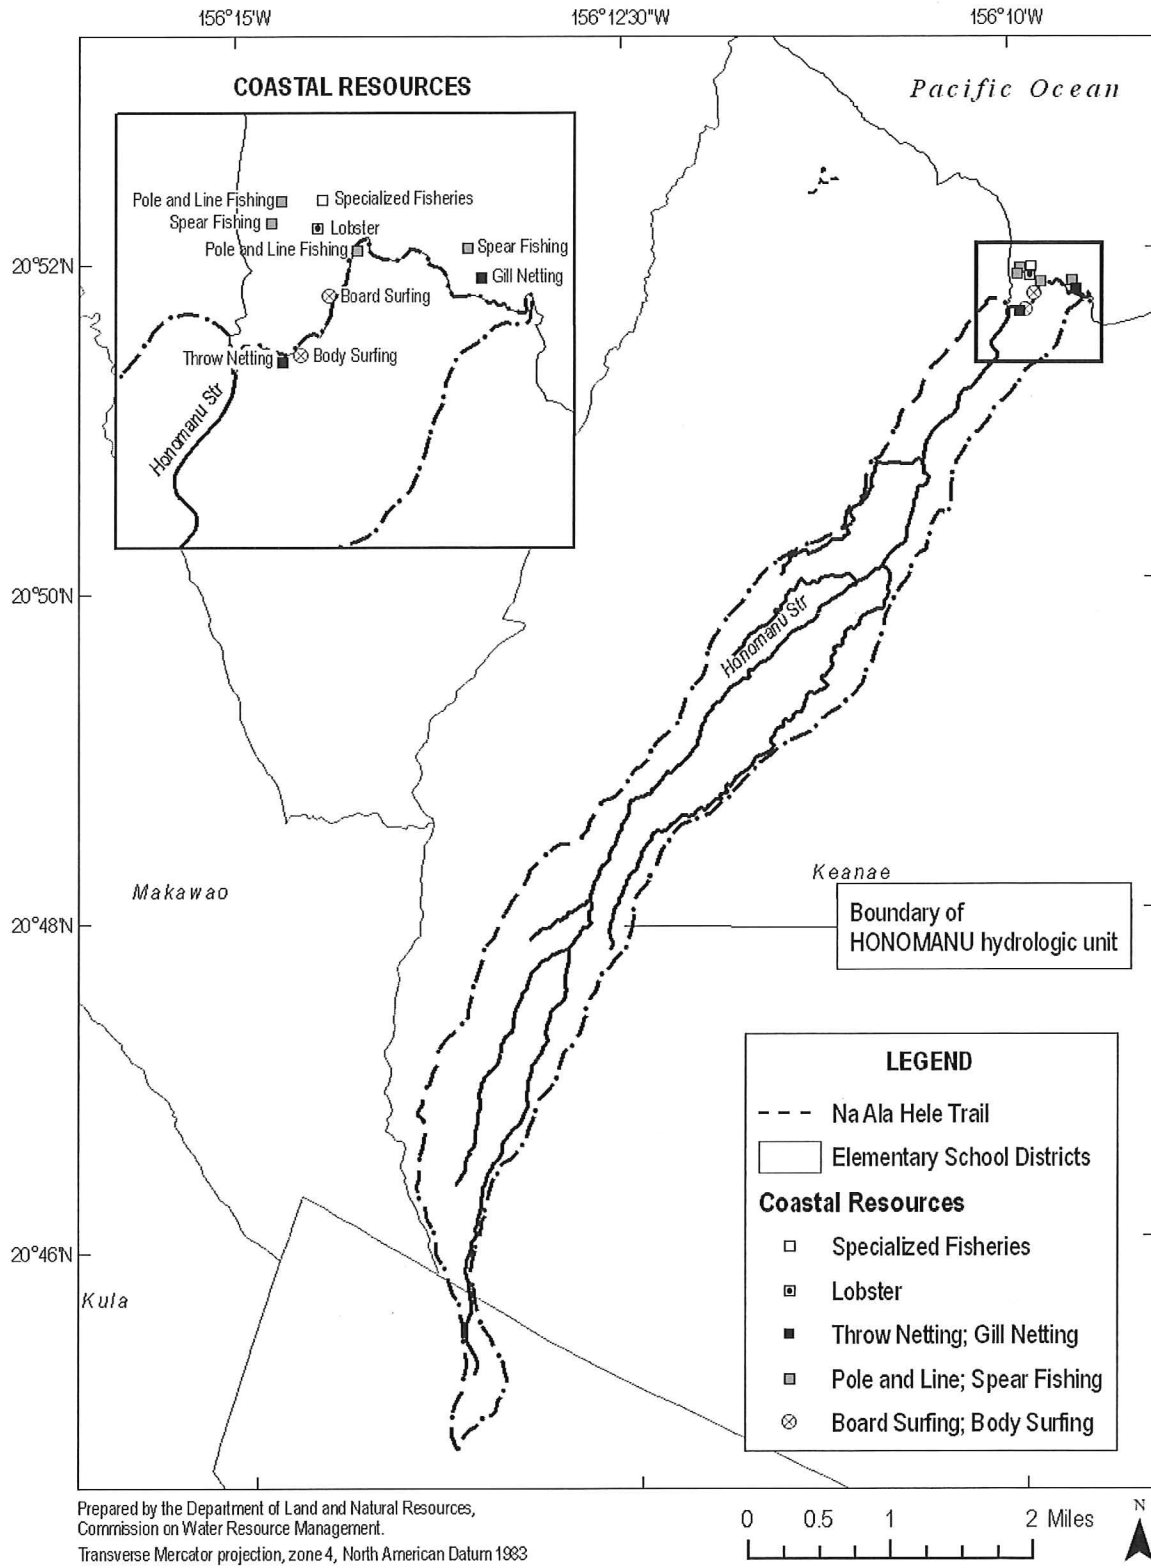 156°15'W
156°12'30"W
156°10'W
COASTAL RESOURCES
Pacific Ocean
Pole and Line Fishing
Specialized Fisheries
Spear Fishing
Lobster
Pole and Line Fishing
Spear Fishing
20°52'N
Gill Netting
Board Surfing
Throw Netting
Body Surfing
Honomanu Str
20°50'N
Honomanu Str
Makawao
Keanae
20°48'N
Boundary of
HONOMANU hydrologic unit
LEGEND
Na Ala Hele Trail
Elementary School Districts
Coastal Resources
20°46'N
Specialized Fisheries
Kula
Lobster
Throw Netting; Gill Netting
Pole and Line; Spear Fishing
Board Surfing; Body Surfing
Prepared by the Department of Land and Natural Resources,
Commission on Water Resource Management.
Transverse Mercator projection, zone 4, North American Datum 1983
0 0.5 1 2 Miles
N